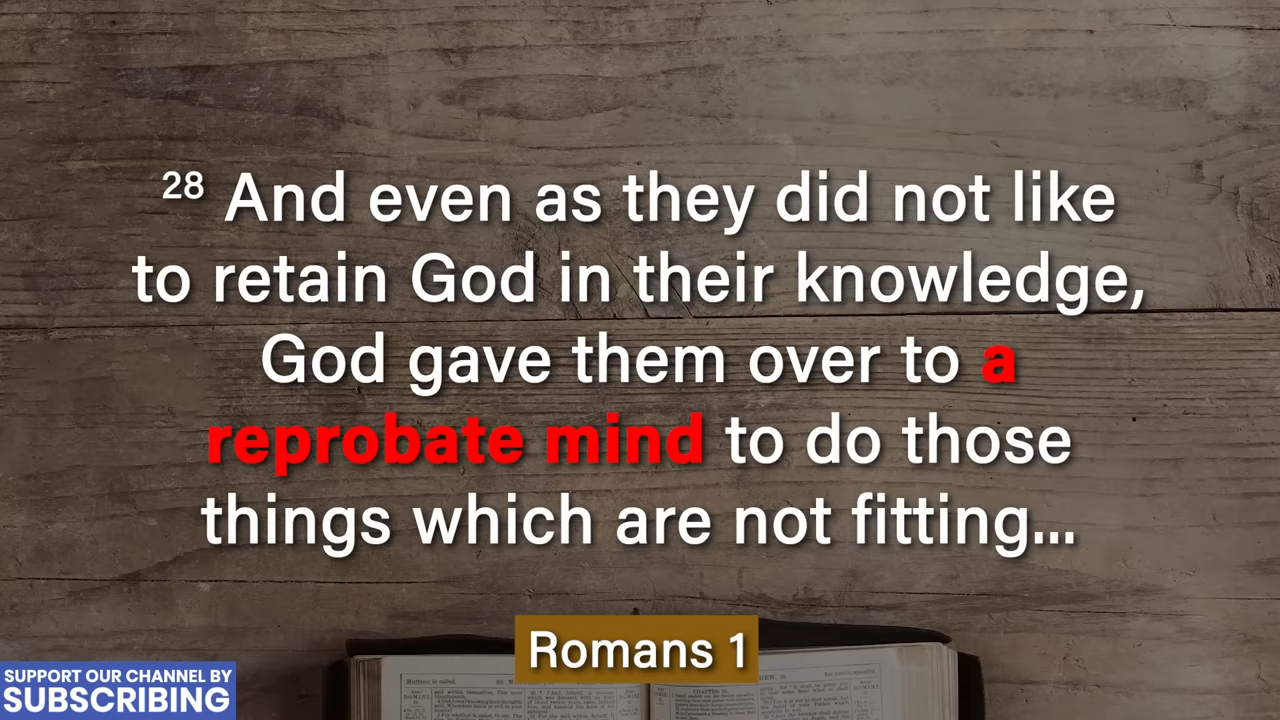 28 And even as they did not like
to retain God in their knowledge,
God gave them over to a
reprobate mind to do those
things which are not fitting...
Romans 1
SUPPORT OUR CHANNEL BY
SUBSCRIBING